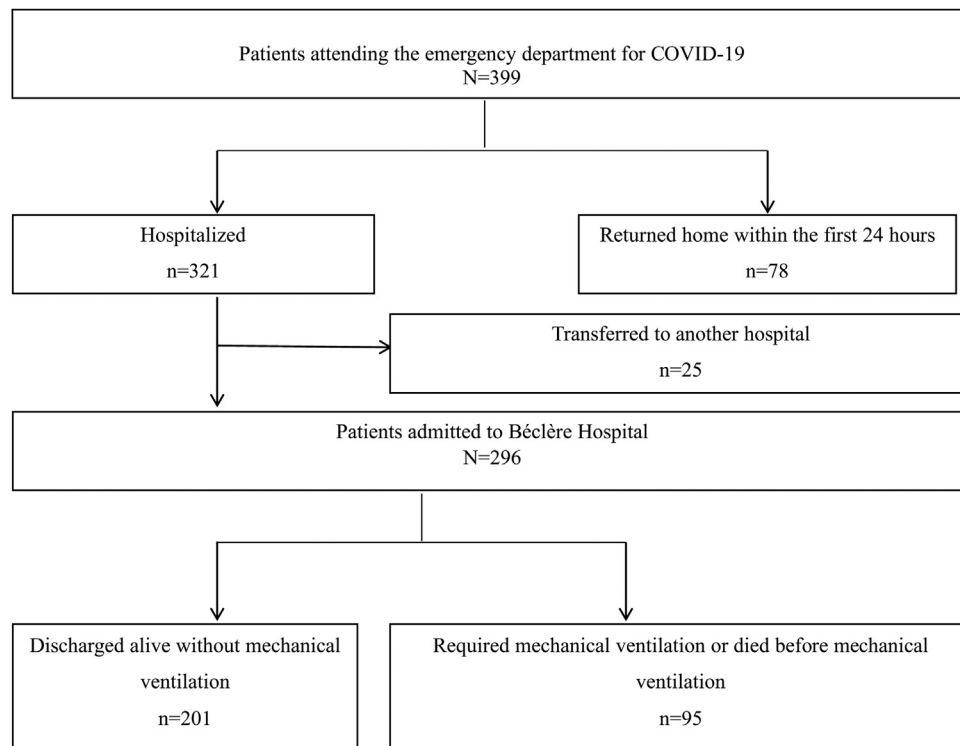 Patients attending the emergency department for COVID-19
N=399
Hospitalized
n=321
Returned home within the first 24 hours
n=78
Transferred to another hospital
n=25
Patients admitted to Béclère Hospital
N=296
Discharged alive without mechanical
ventilation
n=201
Required mechanical ventilation or died before mechanical
ventilation
n=95